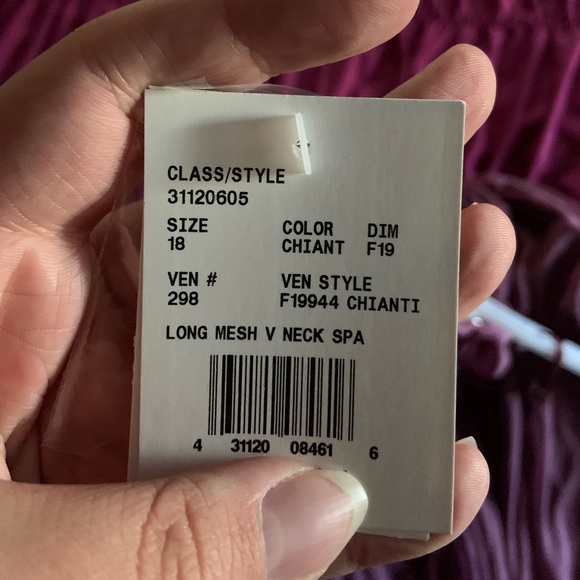 CLASS/STYLE
31120605
SIZE COLOR DIM
18 CHIANT F19
VEN # VEN STYLE
298 F19944 CHIANTI
LONG MESH V NECK SPA
4 31120 08461 6